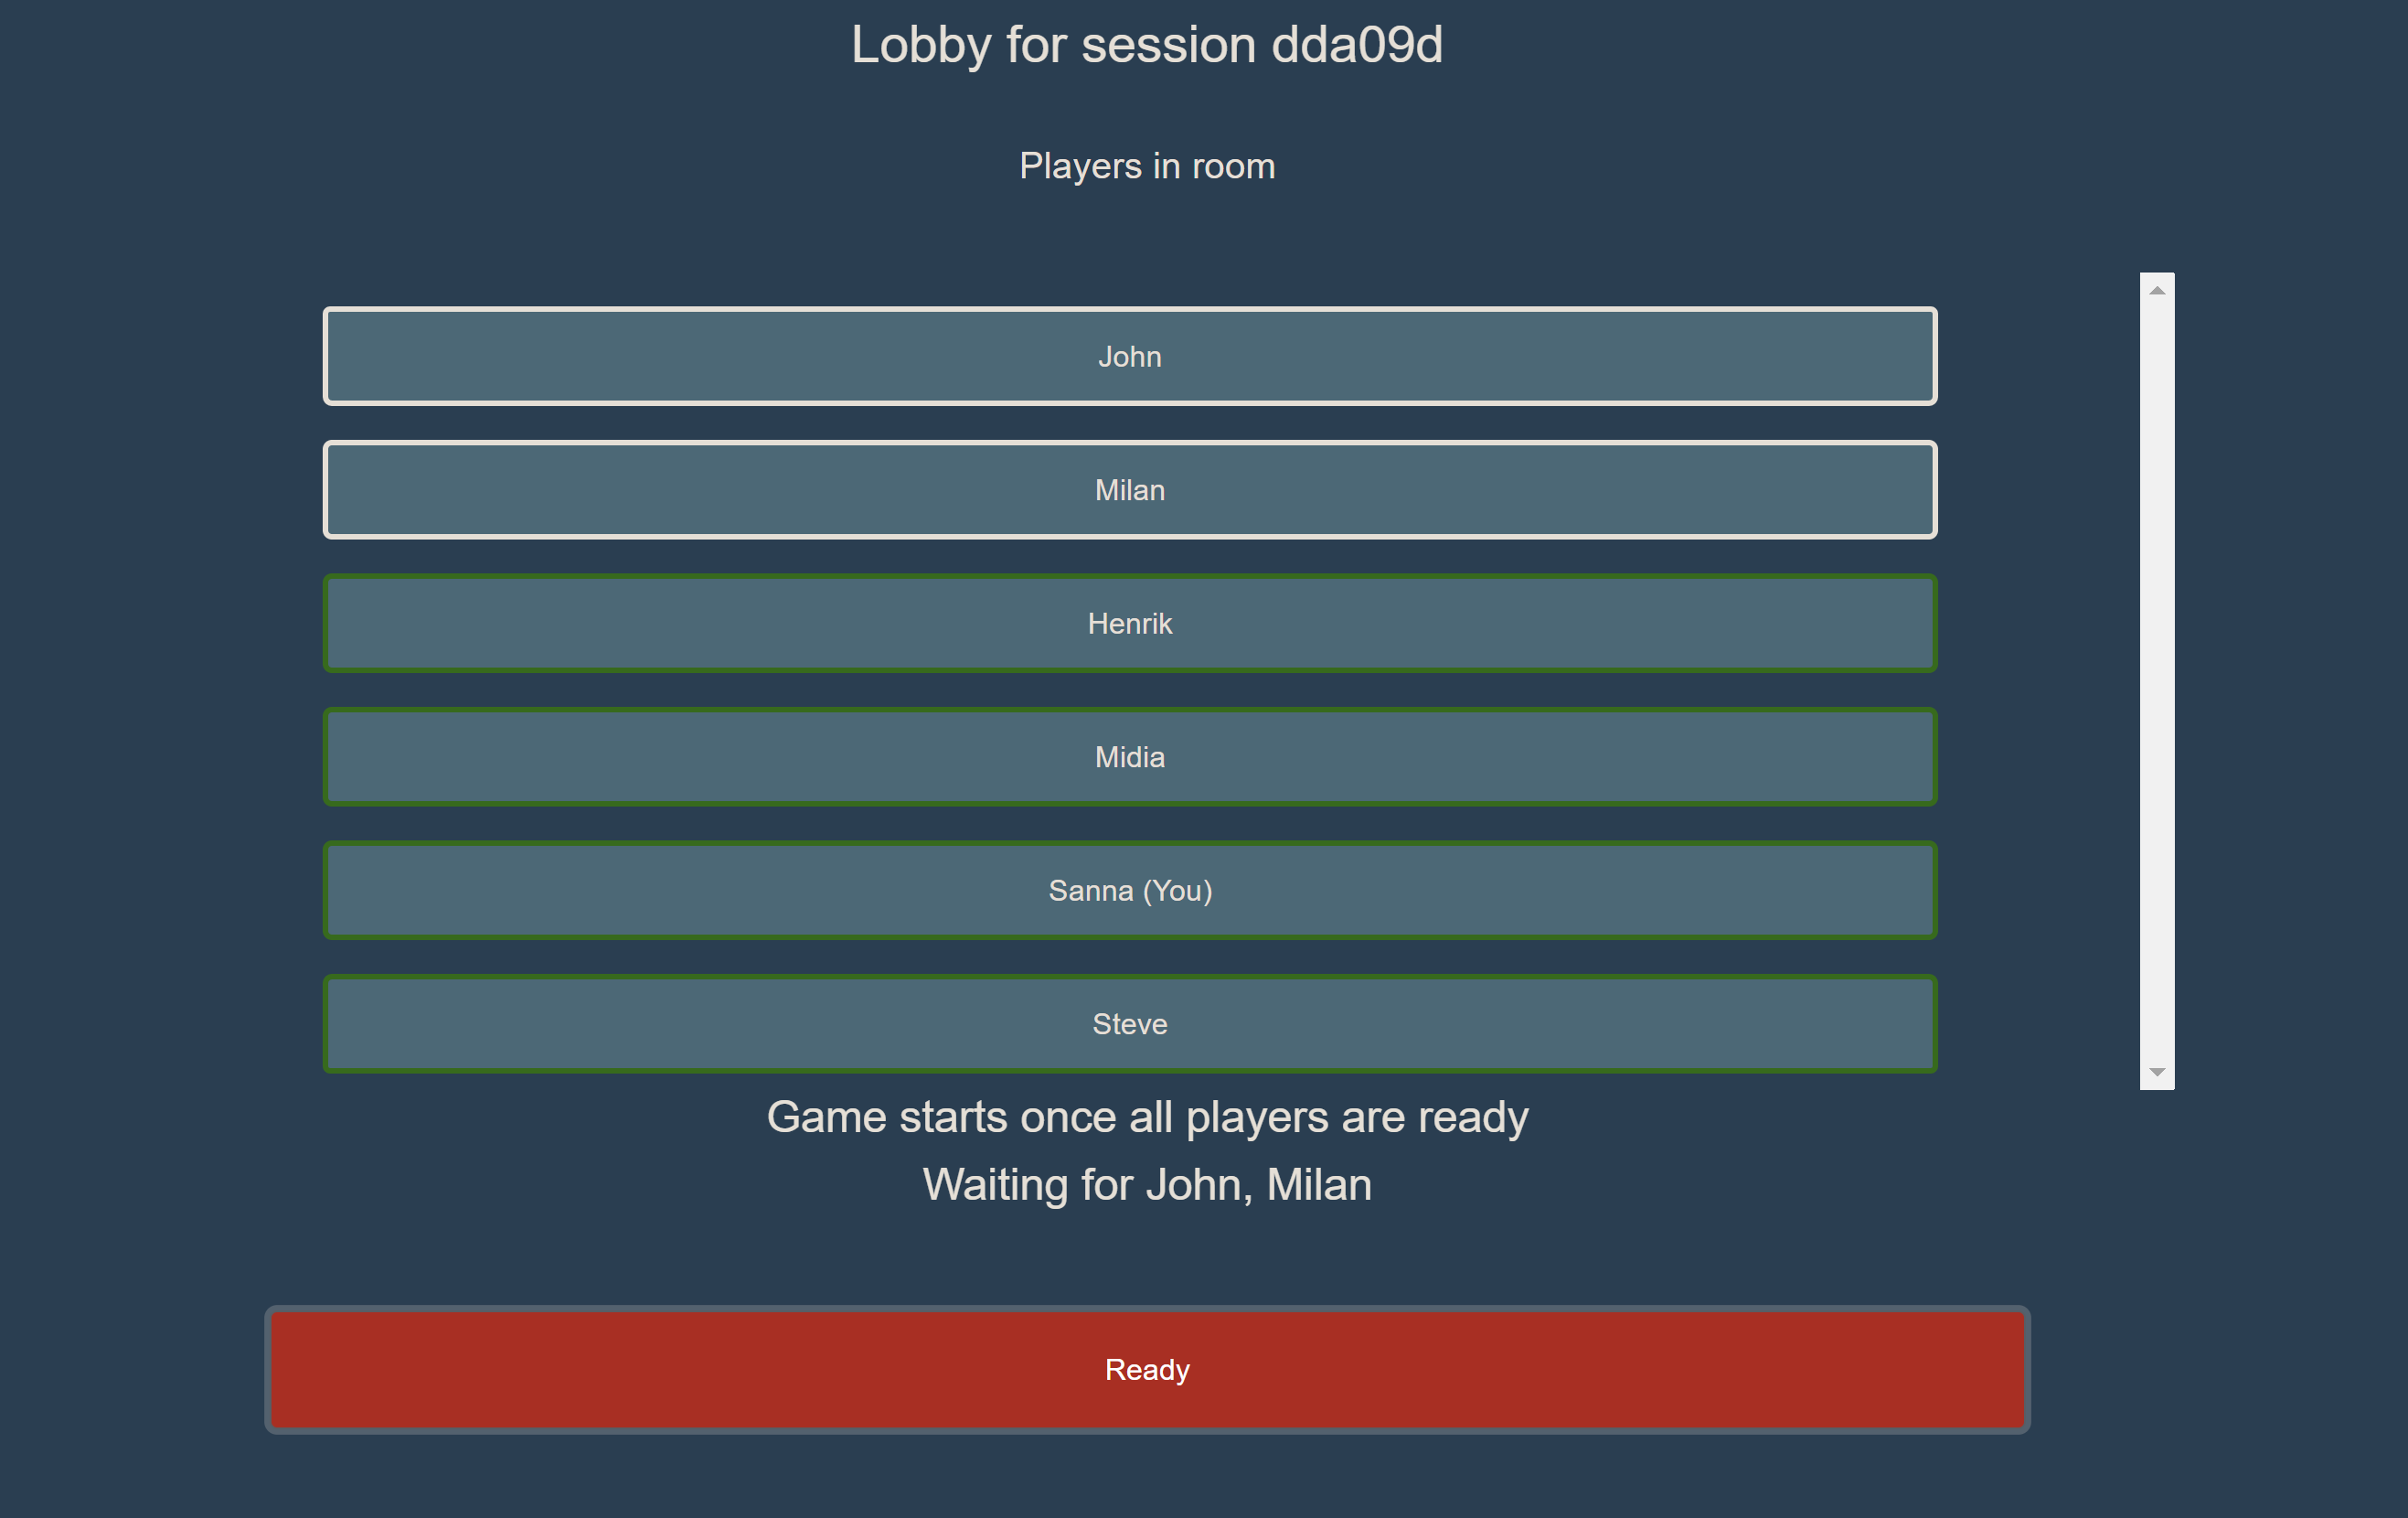 Lobby for session dda09d
Players in room
John
Milan
Henrik
Midia
Sanna (You)
Steve
Game starts once all players are ready
Waiting for John, Milan
Ready